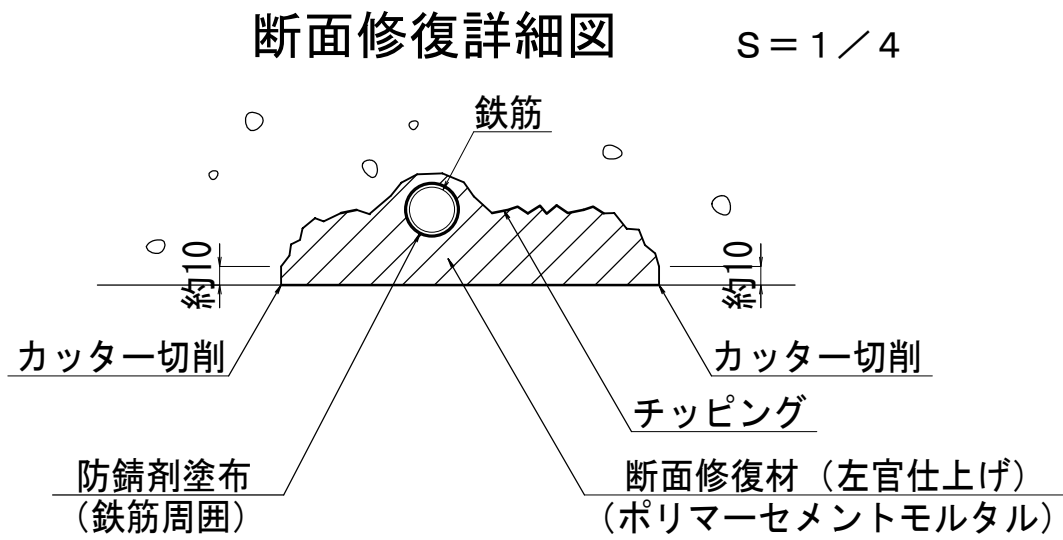 断面修復詳細図 S＝1／4
鉄筋
約10
約10
カッター切削
カッター切削
チッピング
防錆剤塗布
（鉄筋周囲）
断面修復材（左官仕上げ）
（ポリマーセメントモルタル）